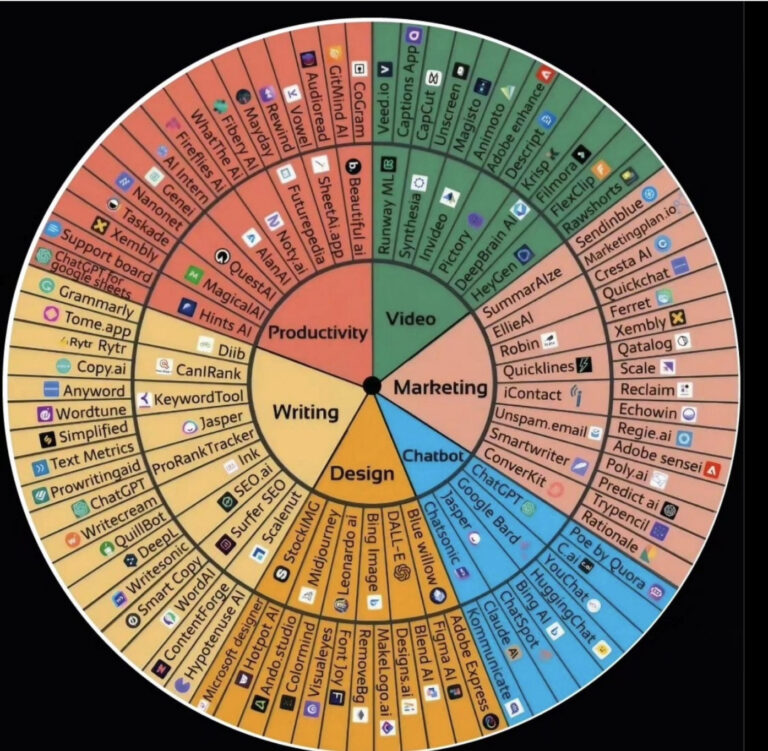 Productivity
Video
Marketing
Chatbot
Design
Writing
Hints AI
MagicalAI
QuestAI
AlanAI
Noty.ai
Futurepedia
SheetAi.app
Beautiful ai
Support board
ChatGPT for
google sheets
Xembly
Taskade
Nanonet
Genei
AI Intern
Fireflies AI
WhatThe AI
Fibery AI
Mayday
Rewind
Vowel
Audioread
GitMind AI
CoGram
Runway ML
Synthesia
Invideo
Pictory
DeepBrain AI
HeyGen
Veed.io
Captions App
CapCut
Unscreen
Magisto
Animoto
Adobe enhance
Descript
Krisp
Filmora
FlexClip
Rawshorts
SummarAIze
EllieAI
Robin
Quicklines
iContact
Unspam.email
Smartwriter
ConverKit
Sendinblue
Marketingplan.io
Cresta AI
Quickchat
Ferret
Xembly
Qatalog
Scale
Reclaim
Echowin
Regie.ai
Adobe sensei
Poly.ai
Predict ai
Trypencil
Rationale
ChatGPT
Google Bard
Jasper
Chatsonic
Poe by Quora
Cai
YouChat
HuggingChat
Bing AI
ChatSpot
Claude AI
Kommunicate
Blue willow
DALL-E
Bing Image
Leonardo ai
Midjourney
StockIMG
Adobe Express
Figma AI
Blend AI
Designs.ai
MakeLogo.ai
RemoveBg
Font Joy
Visualeyes
Colormind
Ando studio
Hotpot AI
Microsoft designer
Scalenut
Surfer SEO
SEO.ai
Ink
ProRankTracker
Jasper
KeywordTool
CanIRank
Diib
Hypotenuse AI
ContentForge
WordAI
Smart Copy
Writesonic
DeepL
QuillBot
Writecream
ChatGPT
Prowritingaid
Text Metrics
Simplified
Wordtune
Anyword
Copy.ai
Rytr Rytr
Tome.app
Grammarly